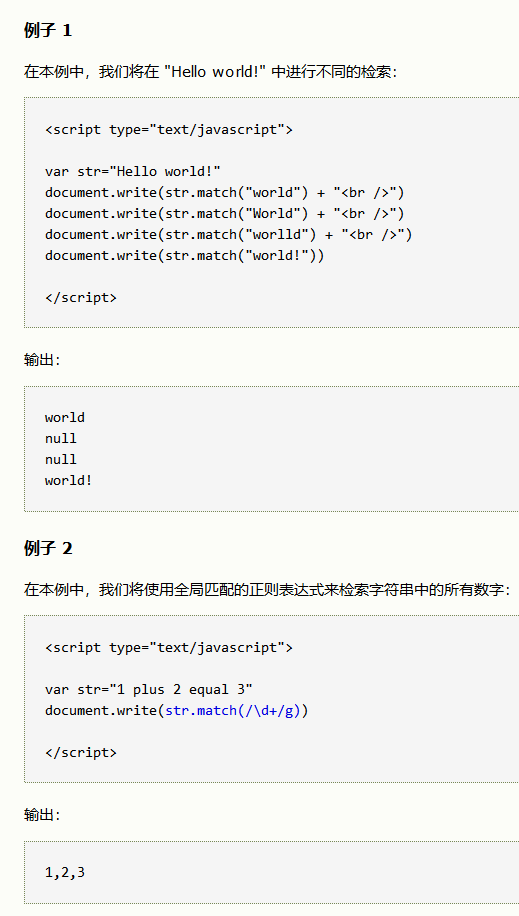 例子 1
在本例中，我们将在 "Hello world!" 中进行不同的检索：
<script type="text/javascript">
var str="Hello world!"
document.write(str.match("world") + "<br />")
document.write(str.match("World") + "<br />")
document.write(str.match("worlld") + "<br />")
document.write(str.match("world!"))
</script>
输出：
world
null
null
world!
例子 2
在本例中，我们将使用全局匹配的正则表达式来检索字符串中的所有数字：
<script type="text/javascript">
var str="1 plus 2 equal 3"
document.write(str.match(/\d+/g))
</script>
输出：
1,2,3